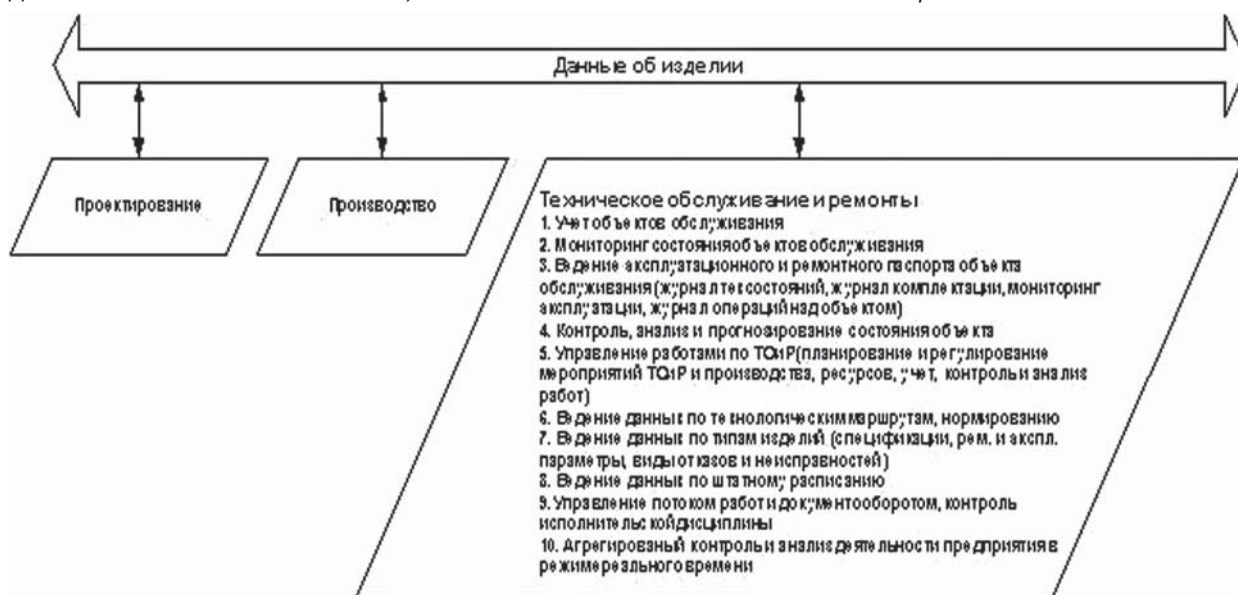 Данные об изделии
Проектирование
Производство
Техническое обслуживание и ремонты
1. Учет объектов обслуживания
2. Мониторинг состояния объектов обслуживания
3. Ведение эксплуатационного и ремонтного паспорта объекта
обслуживания (журнал тех состояний, журнал комплектации, мониторинг
эксплуатации, журнал операций над объектом)
4. Контроль, анализ и прогнозирование состояния объекта
5. Управление работами по ТОиР(планирование и регулирование
мероприятий ТОиР и производства, ресурсов, учет, контроль и анализ
работ)
6. Ведение данных по технологическим маршрутам, нормированию
7. Ведение данных по типам изделий (спецификации, рем. и экспл.
параметры, виды отказов и неисправностей)
8. Ведение данных по штатному расписанию
9. Управление потоком работ и документооборотом, контроль
исполнительской дисциплины
10. Агрегированый контроль и анализ деятельности предприятия в
режиме реального времени